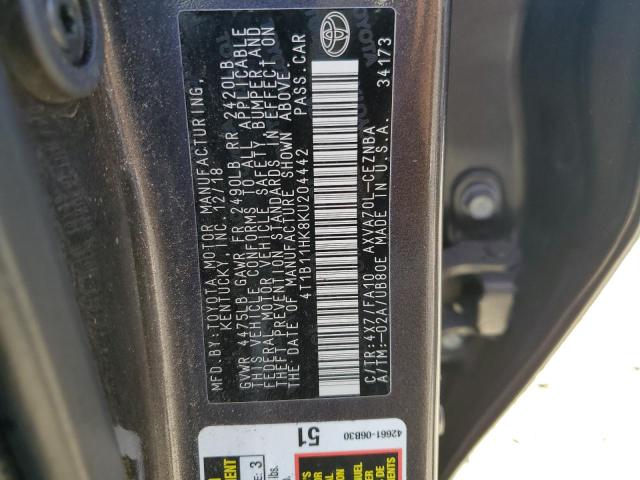 MFD.BY:TOYOTA MOTOR MANUFACTURING,
KENTUCKY, INC. 12/18
GVWR 4475LB GAWR FR 2490LB RR 2420LB
THIS VEHICLE CONFORMS TO ALL APPLICABLE
FEDERAL MOTOR VEHICLE SAFETY, BUMPER AND
THEFT PREVENTION STANDARDS IN EFFECT ON
THE DATE OF MANUFACTURE SHOWN ABOVE.
4T1B11HK8KU204442 PASS.CAR
C/TR:4X7/FA10 AXVA70L-CEZNBA 34173
A/TM:-02A/UB80E MADE IN U.S.A.
TOYOTA
51
42661-06B30
3
lbs.